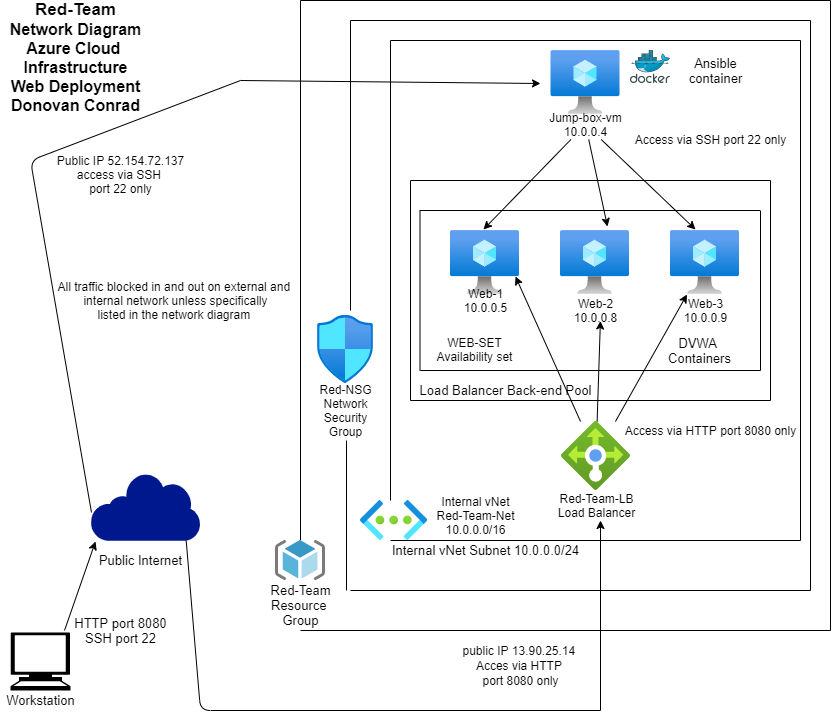 Red-Team
Network Diagram
Azure Cloud
Infrastructure
Web Deployment
Donovan Conrad
docker
Ansible
container
Jump-box-vm
10.0.0.4
Access via SSH port 22 only
Public IP 52.154.72.137
access via SSH
port 22 only
Web-1
10.0.0.5
Web-2
10.0.0.8
Web-3
10.0.0.9
All traffic blocked in and out on external and
internal network unless specifically
listed in the network diagram
WEB-SET
Availability set
DVWA
Containers
Load Balancer Back-end Pool
Red-NSG
Network
Security
Group
Access via HTTP port 8080 only
Red-Team-LB
Load Balancer
Internal vNet
Red-Team-Net
10.0.0.0/16
Internal vNet Subnet 10.0.0.0/24
Public Internet
Red-Team
Resource
Group
HTTP port 8080
SSH port 22
Workstation
public IP 13.90.25.14
Acces via HTTP
port 8080 only